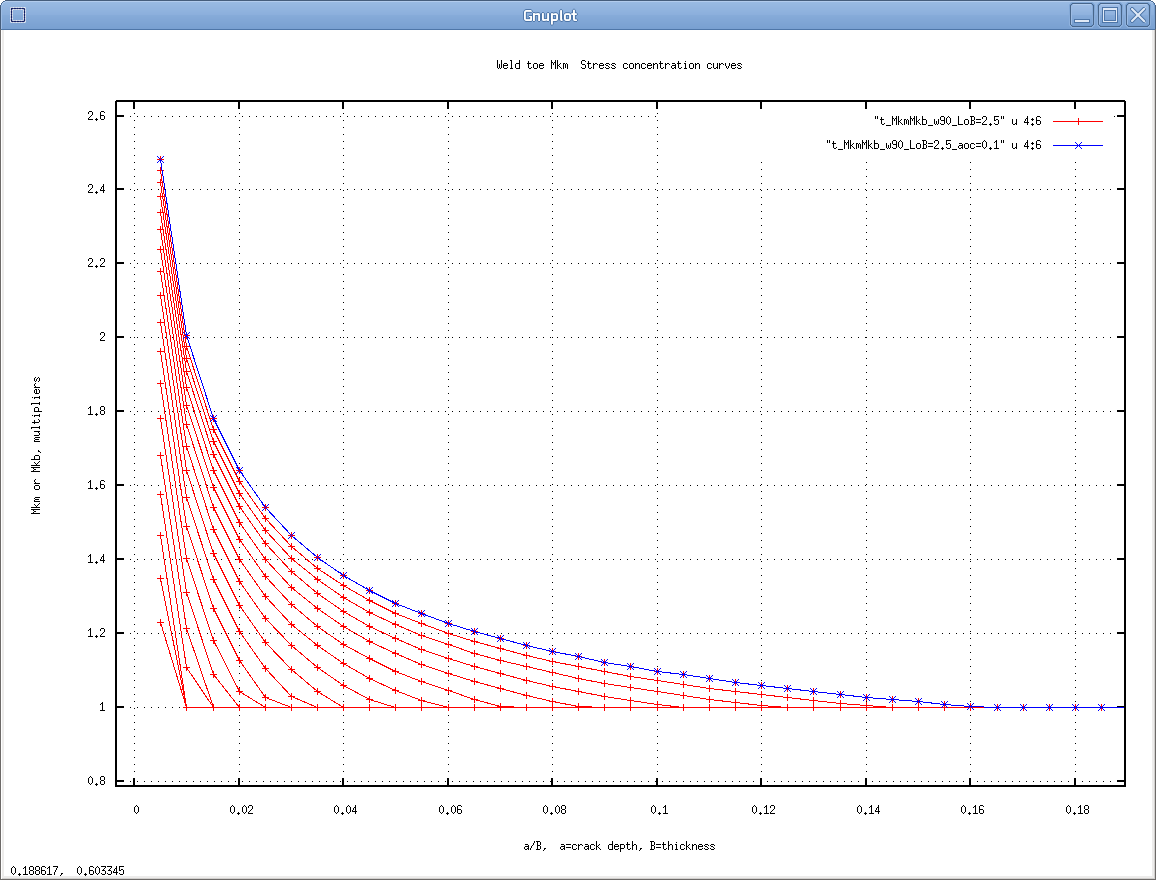 Gnuplot
Weld toe Mkm  Stress concentration curves
"t_MkmMkb_w90_LoB=2.5" u 4:6
"t_MkmMkb_w90_LoB=2.5_aoc=0.1" u 4:6
2.6
2.4
2.2
2
1.8
1.6
1.4
1.2
1
0.8
Mkm or Mkb, multipliers
0 0.02 0.04 0.06 0.08 0.1 0.12 0.14 0.16 0.18
a/B,  a=crack depth, B=thickness
0.188617,  0.603345